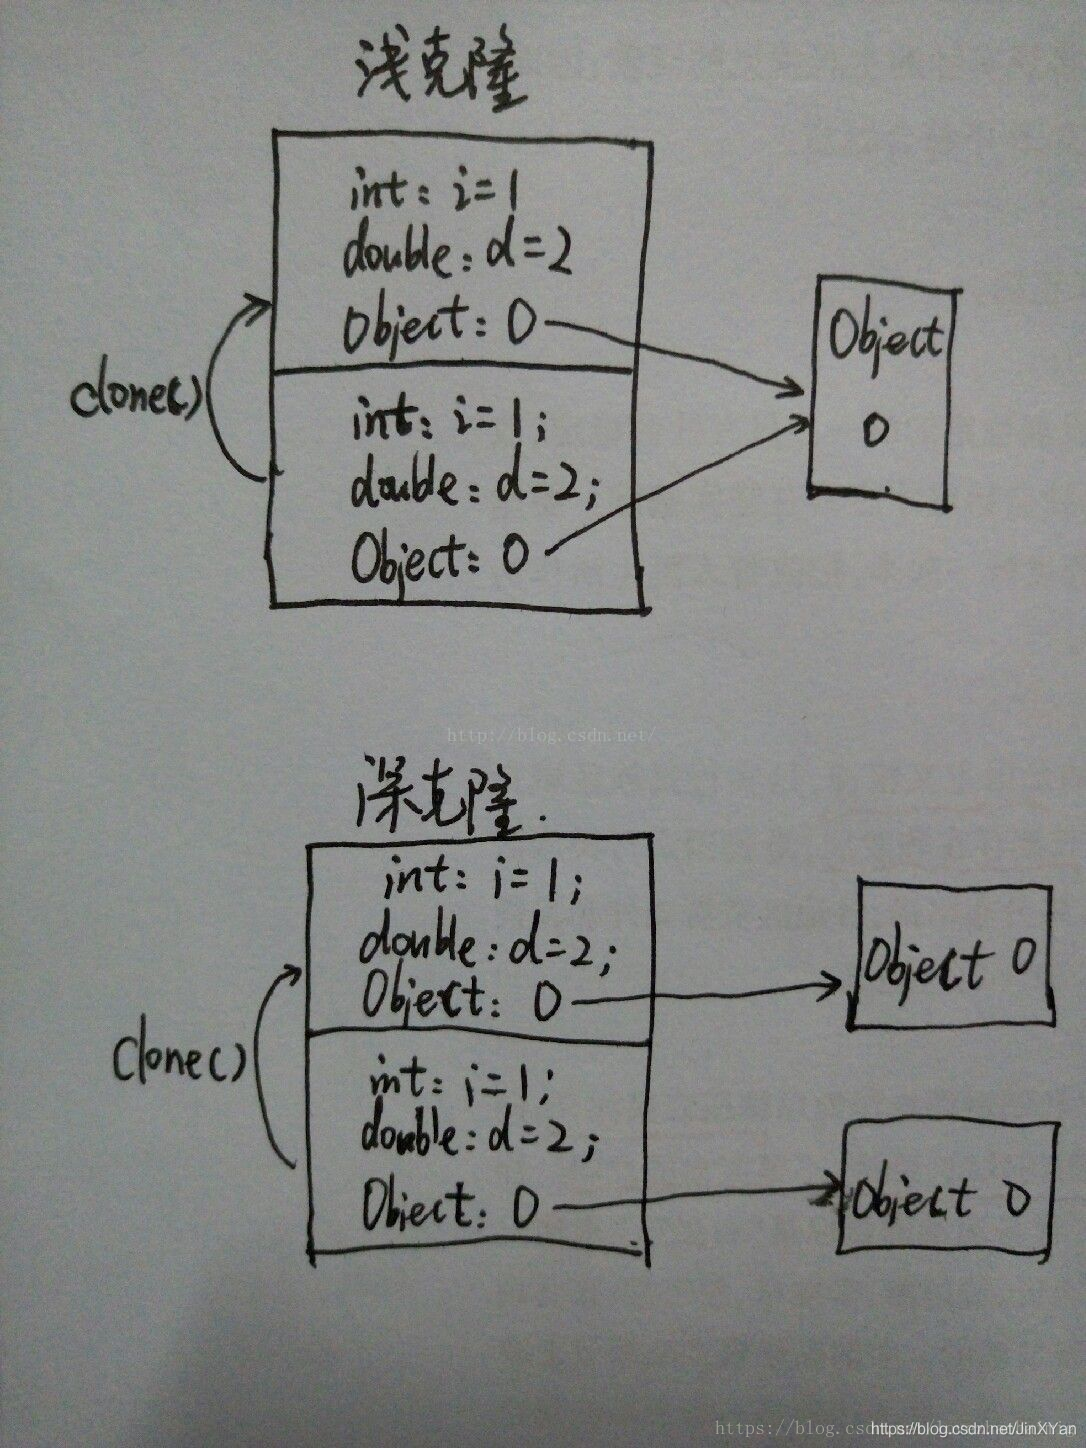 浅克隆
int: i=1
double: d=2
Object: O
clone()
int: i=1;
double: d=2;
Object: O
Object
O
http://blog.csdn.net/
深克隆.
int: i=1;
double: d=2;
Object: O
Object O
clone()
int: i=1;
double: d=2;
Object: O
Object O
https://blog.csdn.net/JinXYan